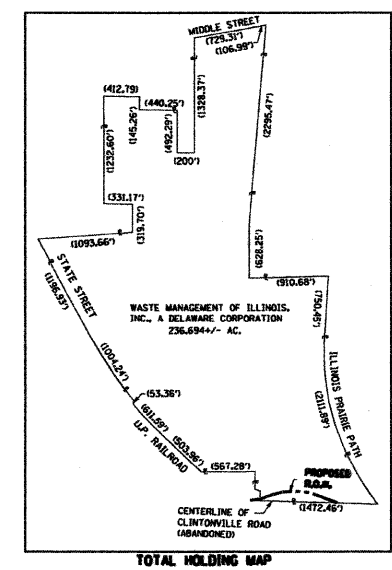 MIDDLE STREET
(729.31')
(106.99')
(412.79)
(440.25')
(145.26')
(492.29')
(1328.37')
(200')
(2295.47')
(1232.60')
(331.17')
(319.70')
(1093.66')
(628.25')
(910.68')
STATE STREET
(1196.93')
WASTE MANAGEMENT OF ILLINOIS,
INC., A DELAWARE CORPORATION
236.694+/- AC.
(750.45')
ILLINOIS PRAIRIE PATH
(2111.89')
(1004.24')
(53.36')
(611.59')
(503.96')
U.P. RAILROAD
(567.28')
PROPOSED
R.O.W.
(1472.46')
CENTERLINE OF
CLINTONVILLE ROAD
(ABANDONED)
TOTAL HOLDING MAP